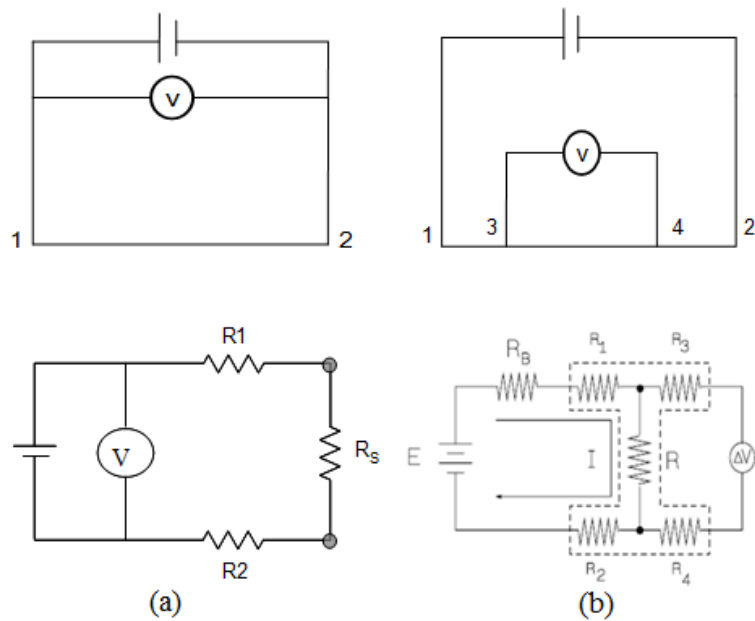 V
V
1 2
1 3 4 2
R1
V
RS
R2
(a)
RB R1 R3
E I R ΔV
R2 R4
(b)